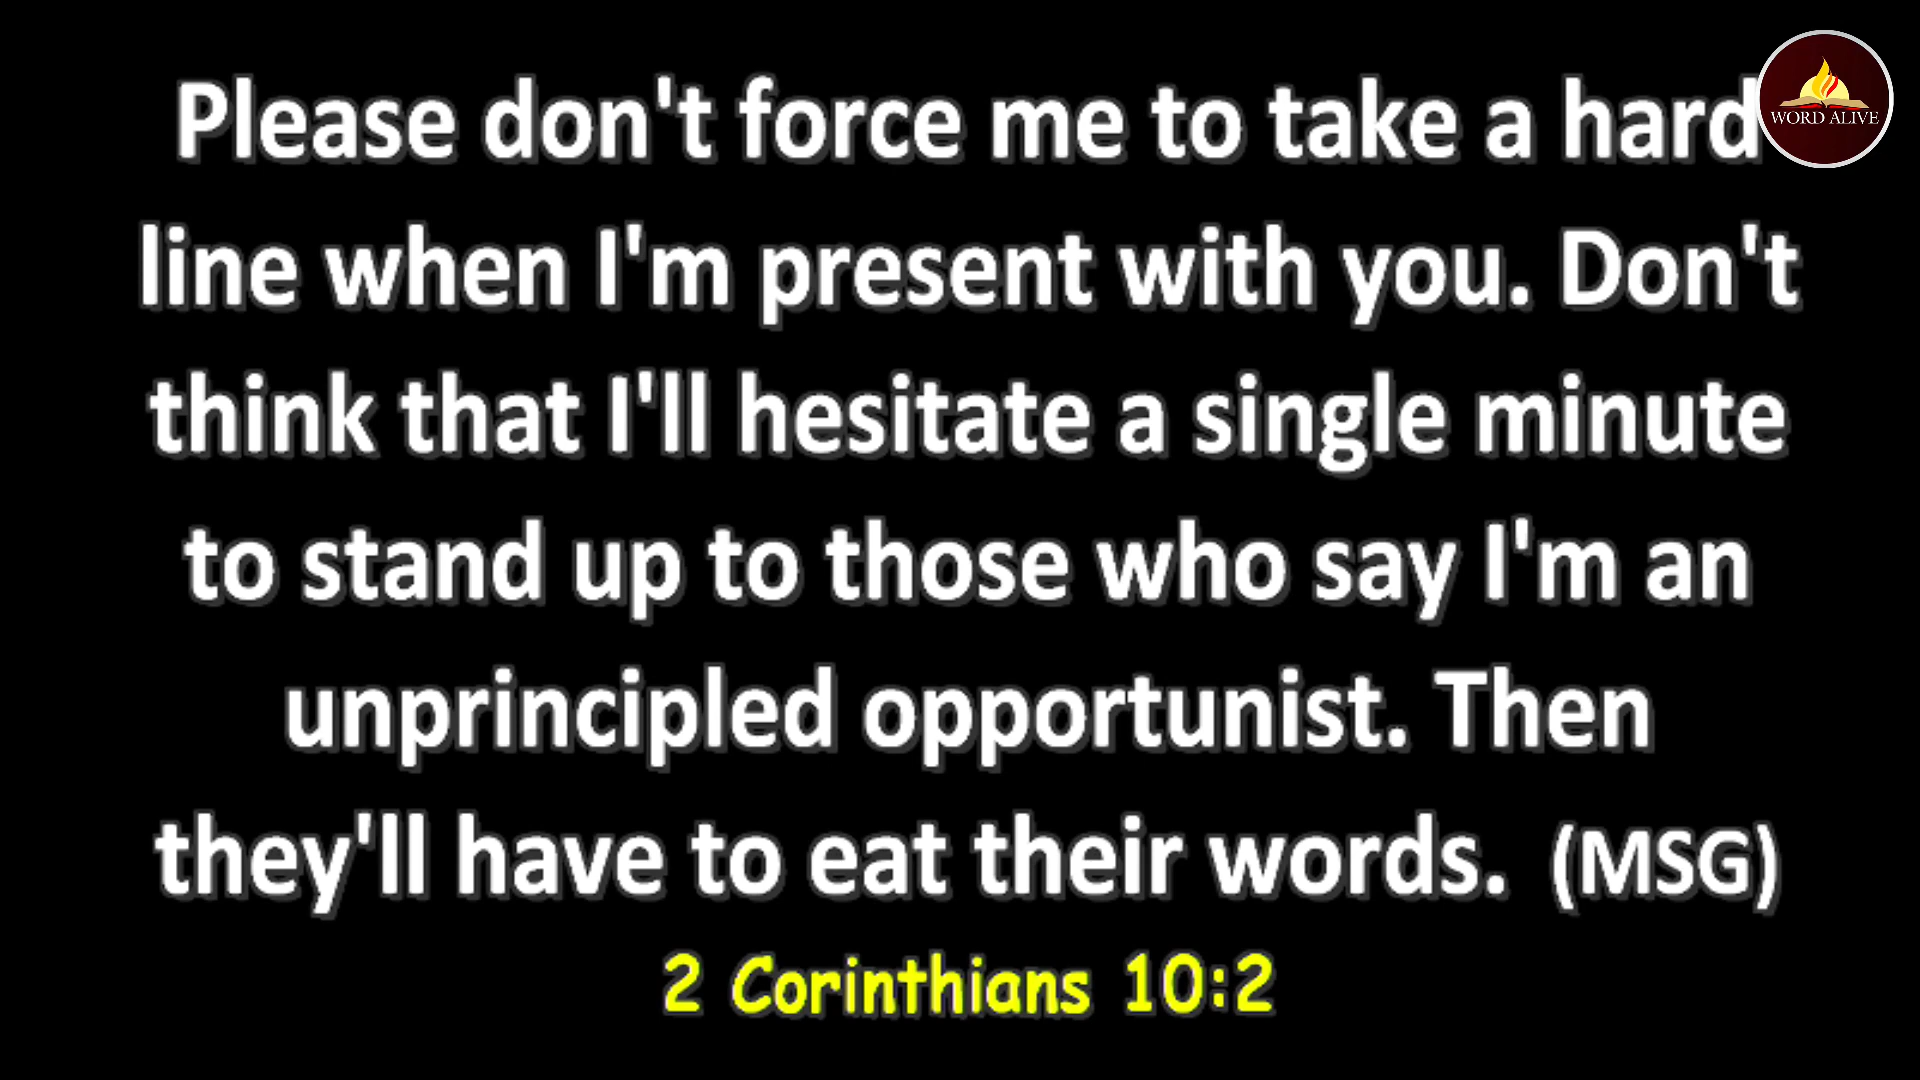 Please don't force me to take a hard
WORD ALIVE
line when I'm present with you. Don't
think that I'll hesitate a single minute
to stand up to those who say I'm an
unprincipled opportunist. Then
they'll have to eat their words. (MSG)
2 Corinthians 10:2